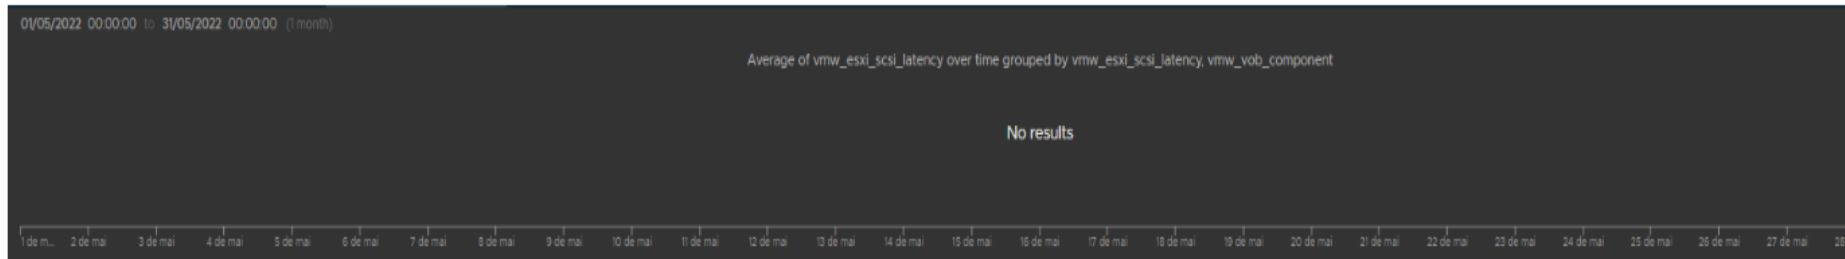 01/05/2022 00:00:00 to 31/05/2022 00:00:00 (1 month)
Average of vmw_esxi_scsi_latency over time grouped by vmw_esxi_scsi_latency, vmw_vob_component
No results
1 de m... 2 de mai 3 de mai 4 de mai 5 de mai 6 de mai 7 de mai 8 de mai 9 de mai 10 de mai 11 de mai 12 de mai 13 de mai 14 de mai 15 de mai 16 de mai 17 de mai 18 de mai 19 de mai 20 de mai 21 de mai 22 de mai 23 de mai 24 de mai 25 de mai 26 de mai 27 de mai 28